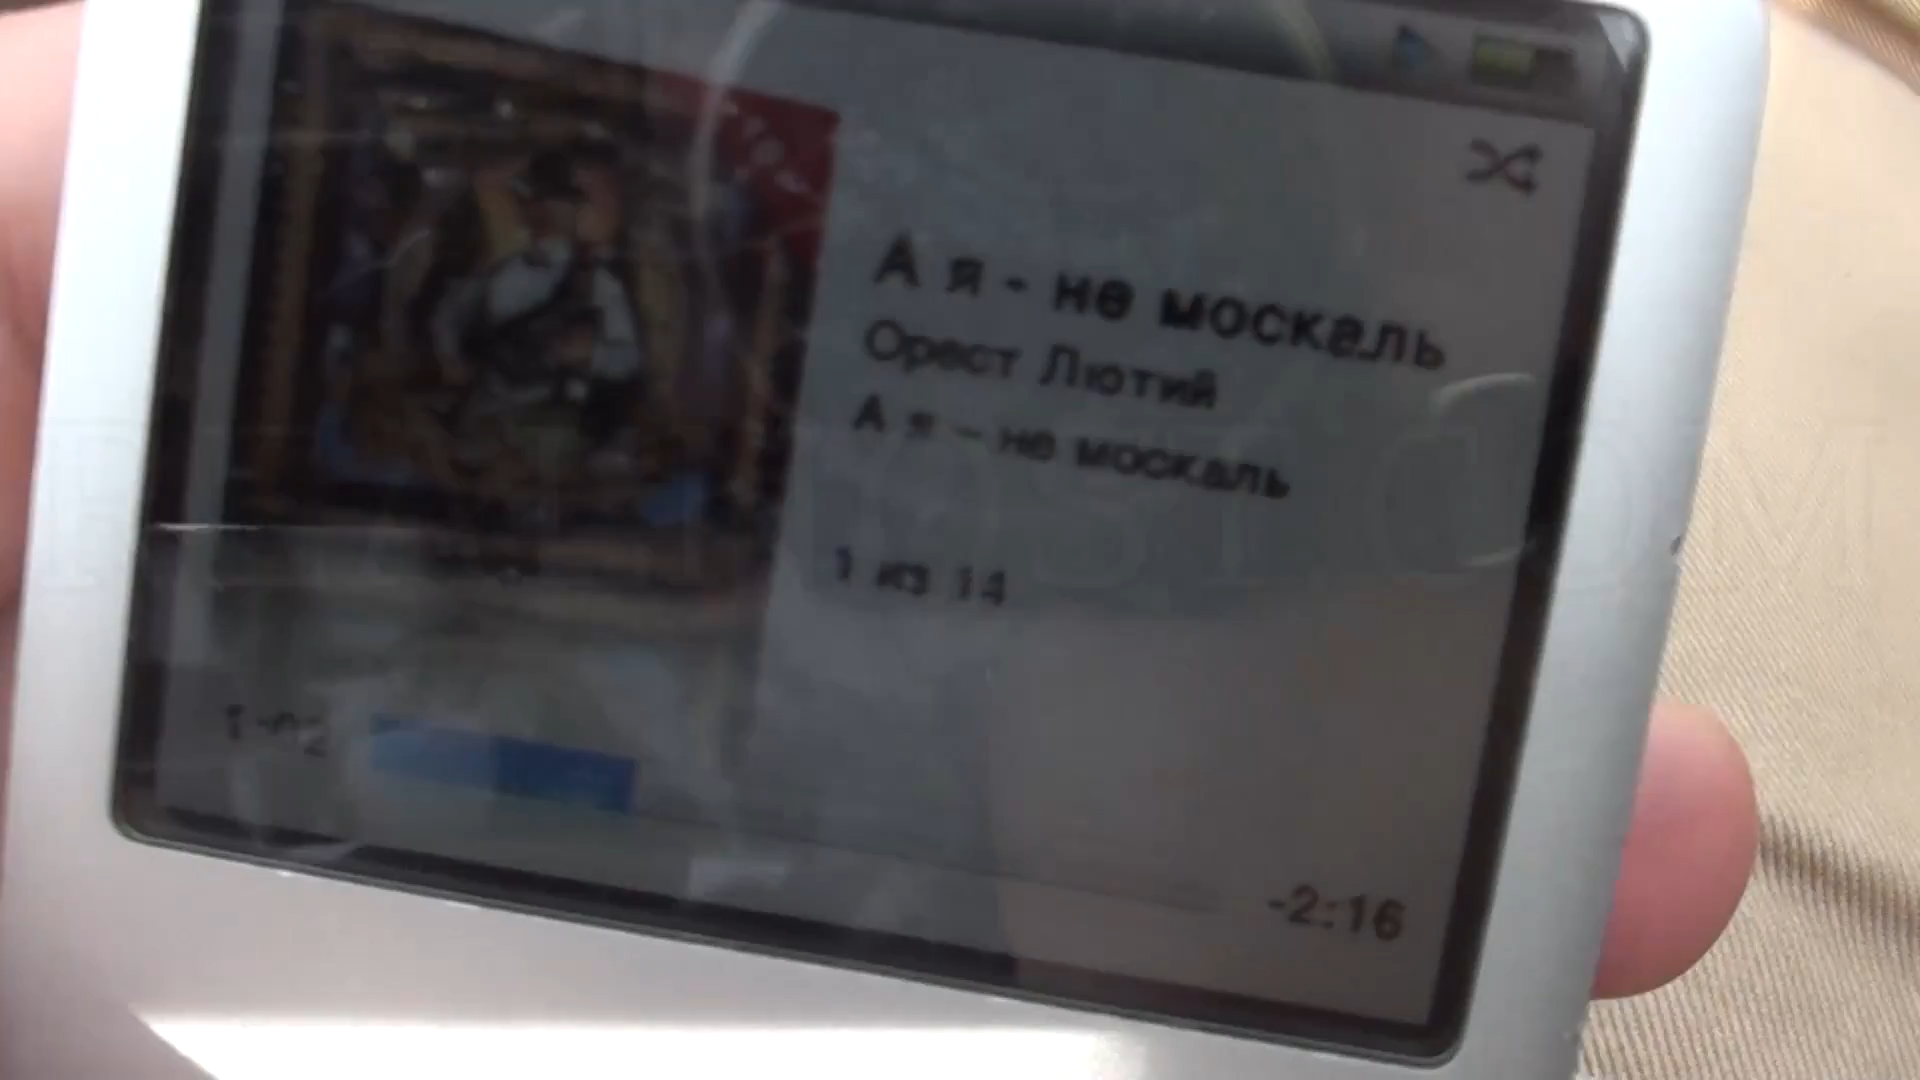 А я - не москаль
Орест Лютий
А я – не москаль
1 из 14
-2:16